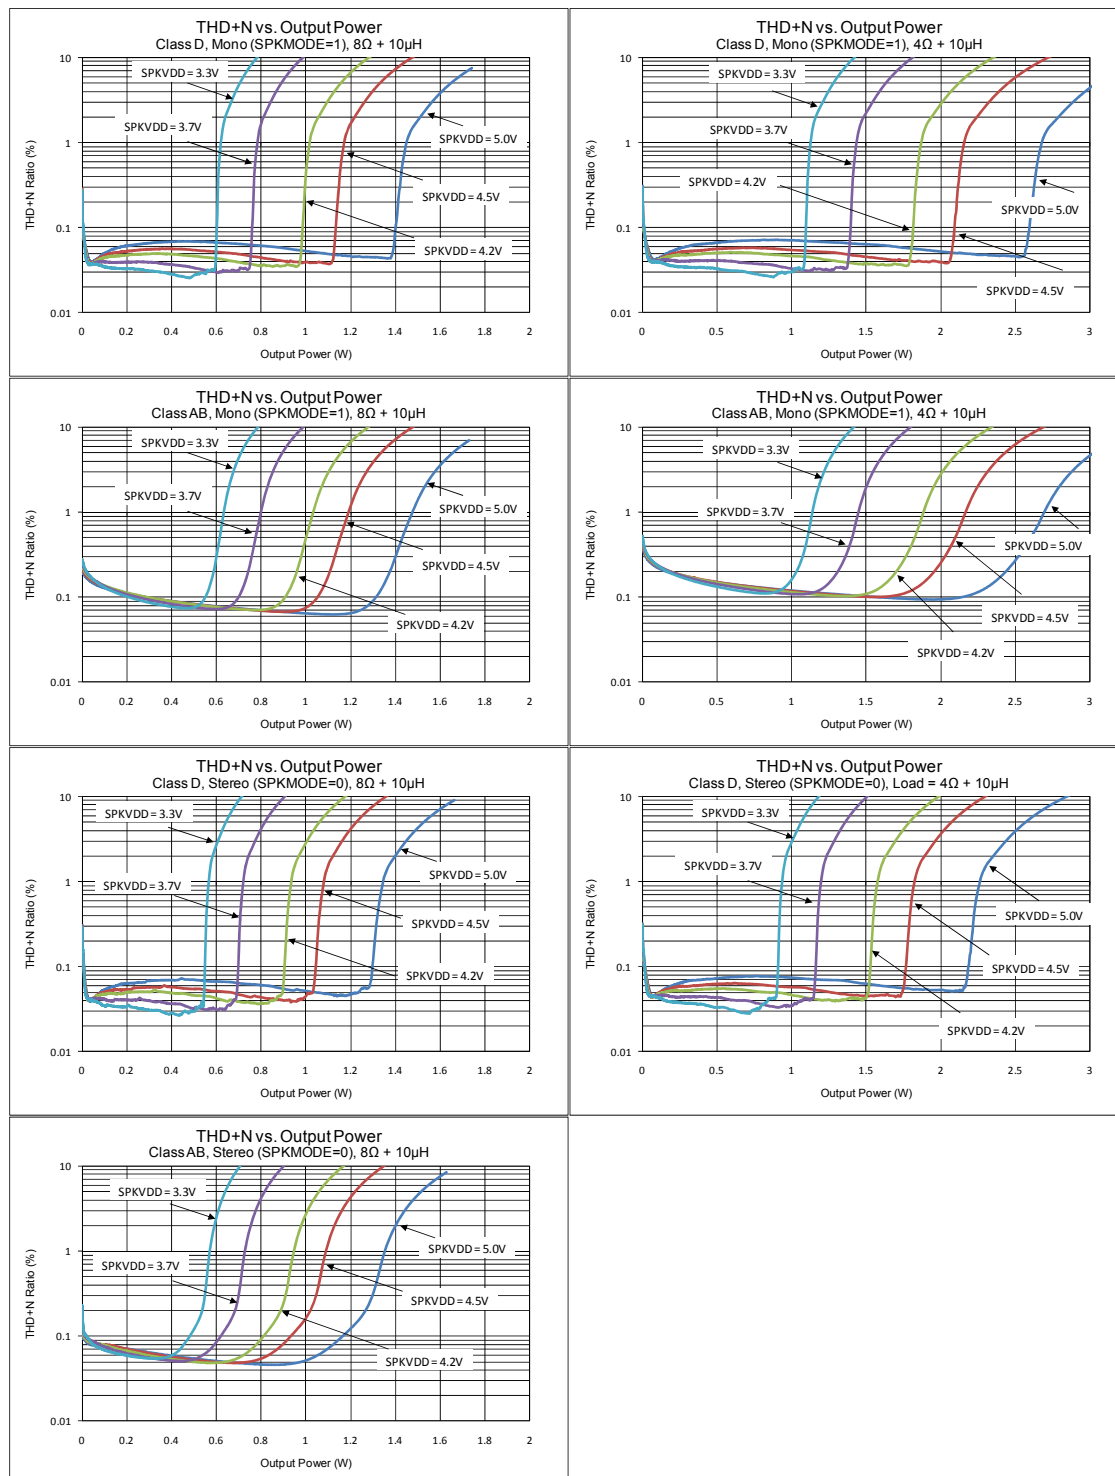 THD+N vs. Output Power
Class D, Mono (SPKMODE=1), 8Ω + 10µH
THD+N Ratio (%)
10
1
0.1
0.01
SPKVDD = 3.3V
SPKVDD = 3.7V
SPKVDD = 5.0V
SPKVDD = 4.5V
SPKVDD = 4.2V
0 0.2 0.4 0.6 0.8 1 1.2 1.4 1.6 1.8 2
Output Power (W)
THD+N vs. Output Power
Class D, Mono (SPKMODE=1), 4Ω + 10µH
THD+N Ratio (%)
10
1
0.1
0.01
SPKVDD = 3.3V
SPKVDD = 3.7V
SPKVDD = 4.2V
SPKVDD = 5.0V
SPKVDD = 4.5V
0 0.5 1 1.5 2 2.5 3
Output Power (W)
THD+N vs. Output Power
Class AB, Mono (SPKMODE=1), 8Ω + 10µH
THD+N Ratio (%)
10
1
0.1
0.01
SPKVDD = 3.3V
SPKVDD = 3.7V
SPKVDD = 5.0V
SPKVDD = 4.5V
SPKVDD = 4.2V
0 0.2 0.4 0.6 0.8 1 1.2 1.4 1.6 1.8 2
Output Power (W)
THD+N vs. Output Power
Class AB, Mono (SPKMODE=1), 4Ω + 10µH
THD+N Ratio (%)
10
1
0.1
0.01
SPKVDD = 3.3V
SPKVDD = 3.7V
SPKVDD = 5.0V
SPKVDD = 4.5V
SPKVDD = 4.2V
0 0.5 1 1.5 2 2.5 3
Output Power (W)
THD+N vs. Output Power
Class D, Stereo (SPKMODE=0), 8Ω + 10µH
THD+N Ratio (%)
10
1
0.1
0.01
SPKVDD = 3.3V
SPKVDD = 3.7V
SPKVDD = 5.0V
SPKVDD = 4.5V
SPKVDD = 4.2V
0 0.2 0.4 0.6 0.8 1 1.2 1.4 1.6 1.8 2
Output Power (W)
THD+N vs. Output Power
Class D, Stereo (SPKMODE=0), Load = 4Ω + 10µH
THD+N Ratio (%)
10
1
0.1
0.01
SPKVDD = 3.3V
SPKVDD = 3.7V
SPKVDD = 5.0V
SPKVDD = 4.5V
SPKVDD = 4.2V
0 0.5 1 1.5 2 2.5 3
Output Power (W)
THD+N vs. Output Power
Class AB, Stereo (SPKMODE=0), 8Ω + 10µH
THD+N Ratio (%)
10
1
0.1
0.01
SPKVDD = 3.3V
SPKVDD = 3.7V
SPKVDD = 5.0V
SPKVDD = 4.5V
SPKVDD = 4.2V
0 0.2 0.4 0.6 0.8 1 1.2 1.4 1.6 1.8 2
Output Power (W)